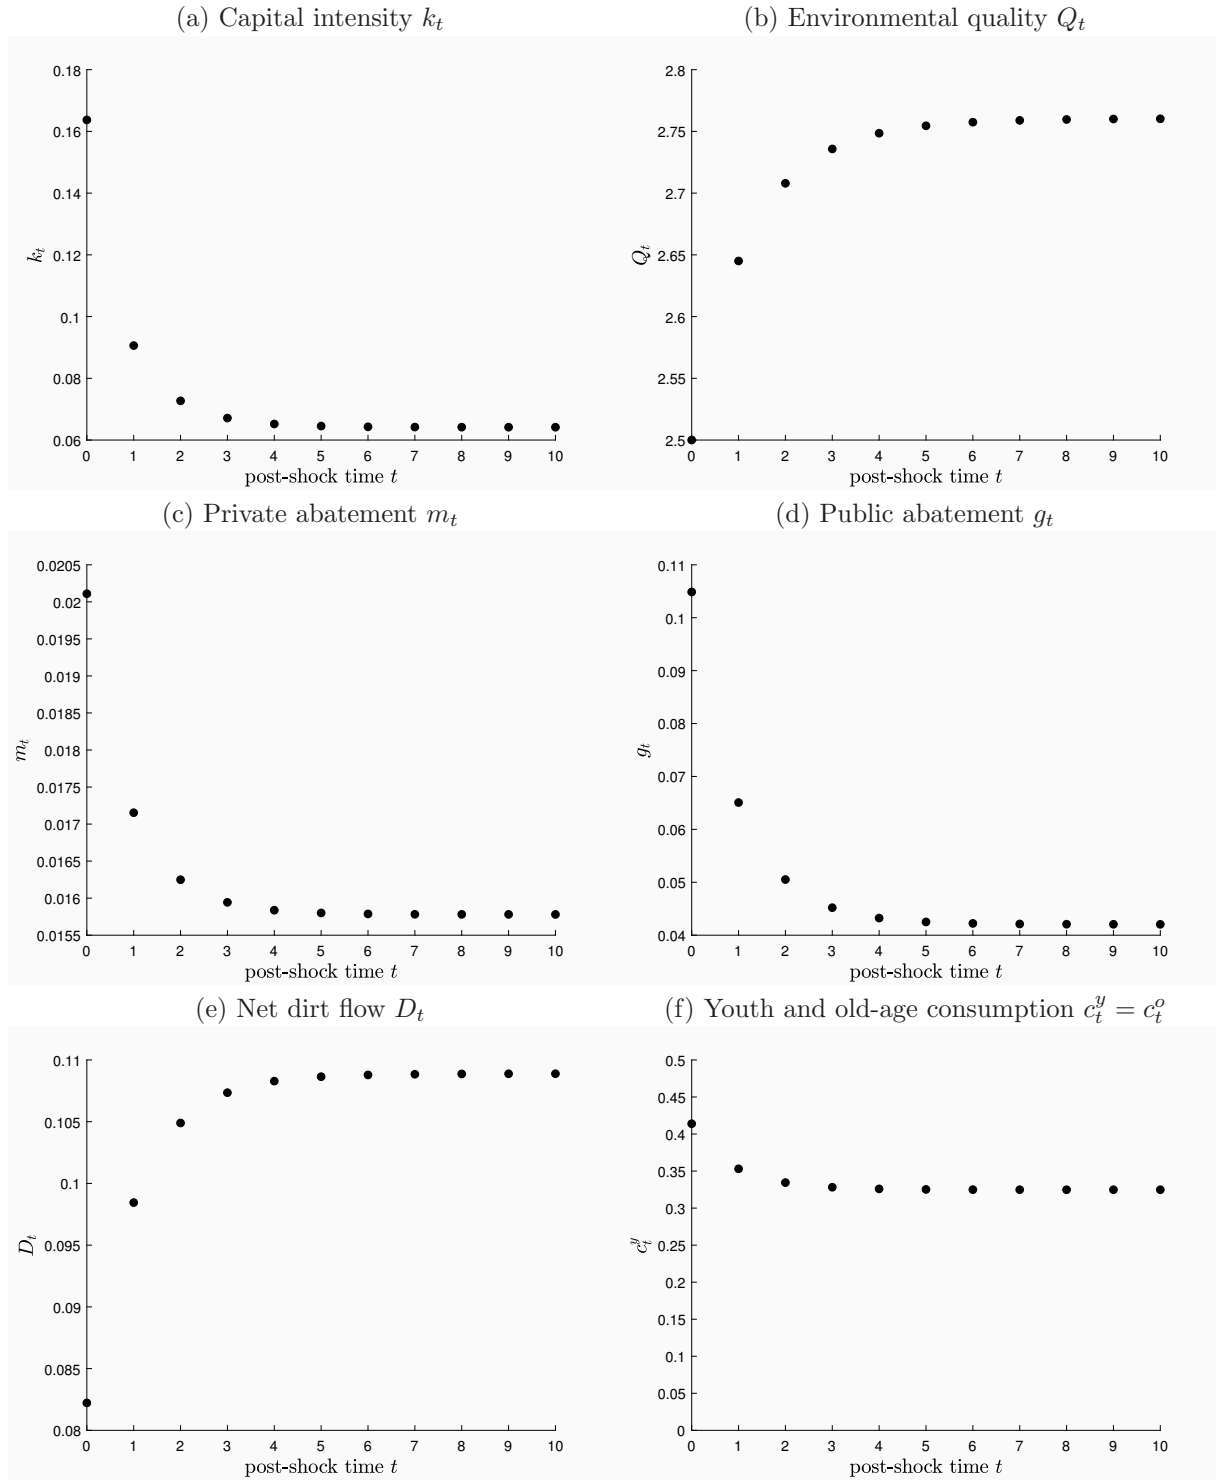 (a) Capital intensity k_t
(b) Environmental quality Q_t
0.18
0.16
0.14
0.12
0.1
0.08
0.06
k_t
0 1 2 3 4 5 6 7 8 9 10
post-shock time t
2.8
2.75
2.7
2.65
2.6
2.55
2.5
Q_t
0 1 2 3 4 5 6 7 8 9 10
post-shock time t
(c) Private abatement m_t
(d) Public abatement g_t
0.0205
0.02
0.0195
0.019
0.0185
0.018
0.0175
0.017
0.0165
0.016
0.0155
m_t
0 1 2 3 4 5 6 7 8 9 10
post-shock time t
0.11
0.1
0.09
0.08
0.07
0.06
0.05
0.04
g_t
0 1 2 3 4 5 6 7 8 9 10
post-shock time t
(e) Net dirt flow D_t
(f) Youth and old-age consumption c_t^y = c_t^o
0.11
0.105
0.1
0.095
0.09
0.085
0.08
D_t
0 1 2 3 4 5 6 7 8 9 10
post-shock time t
0.5
0.45
0.4
0.35
0.3
0.25
0.2
0.15
0.1
0.05
0
c_t^y
0 1 2 3 4 5 6 7 8 9 10
post-shock time t